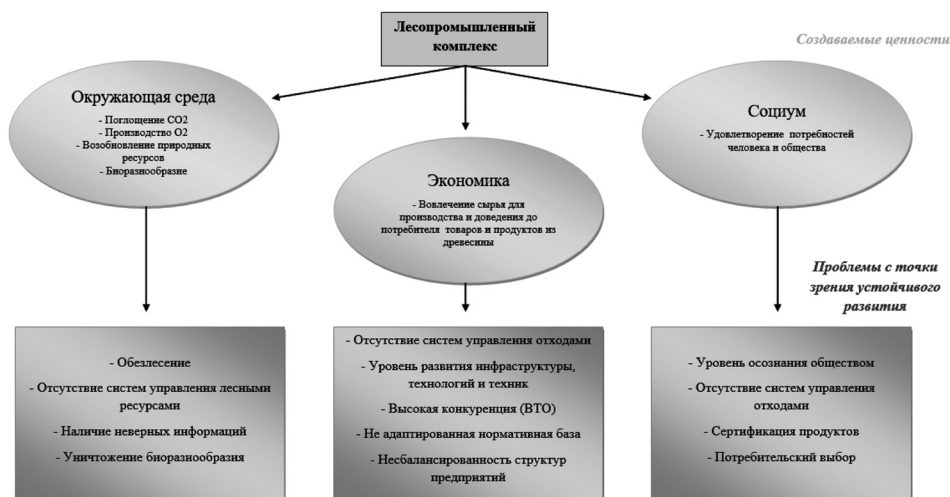 Лесопромышленный
комплекс
Создаваемые ценности
Окружающая среда
- Поглощение СО2
- Производство О2
- Возобновление природных
ресурсов
- Биоразнообразие
Экономика
- Вовлечение сырья для
производства и доведения до
потребителя товаров и продуктов из
древесины
Социум
- Удовлетворение потребностей
человека и общества
Проблемы с точки
зрения устойчивого
развития
- Обезлесение
- Отсутствие систем управления лесными
ресурсами
- Наличие неверных информаций
- Уничтожение биоразнообразия
- Отсутствие систем управления отходами
- Уровень развития инфраструктуры,
технологий и техник
- Высокая конкуренция (ВТО)
- Не адаптированная нормативная база
- Несбалансированность структур
предприятий
- Уровень осознания обществом
- Отсутствие систем управления
отходами
- Сертификация продуктов
- Потребительский выбор